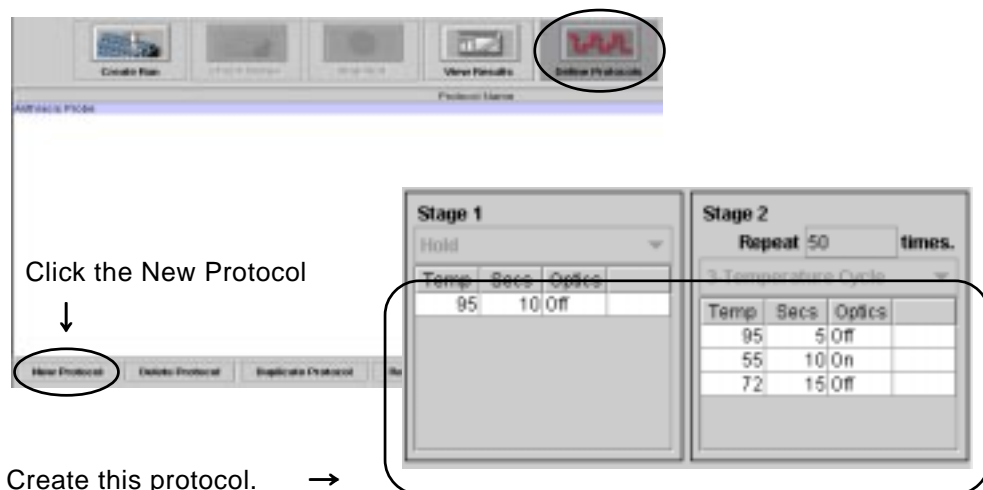 Create Run
View Results
Define Protocols
Protocol Name
Anthracis Probe
Stage 1
Hold
Temp Secs Optics
95 10 Off
Stage 2
Repeat 50 times.
3 Temperature Cycle
Temp Secs Optics
95 5 Off
55 10 On
72 15 Off
Click the New Protocol
↓
New Protocol Delete Protocol Duplicate Protocol
Create this protocol. →